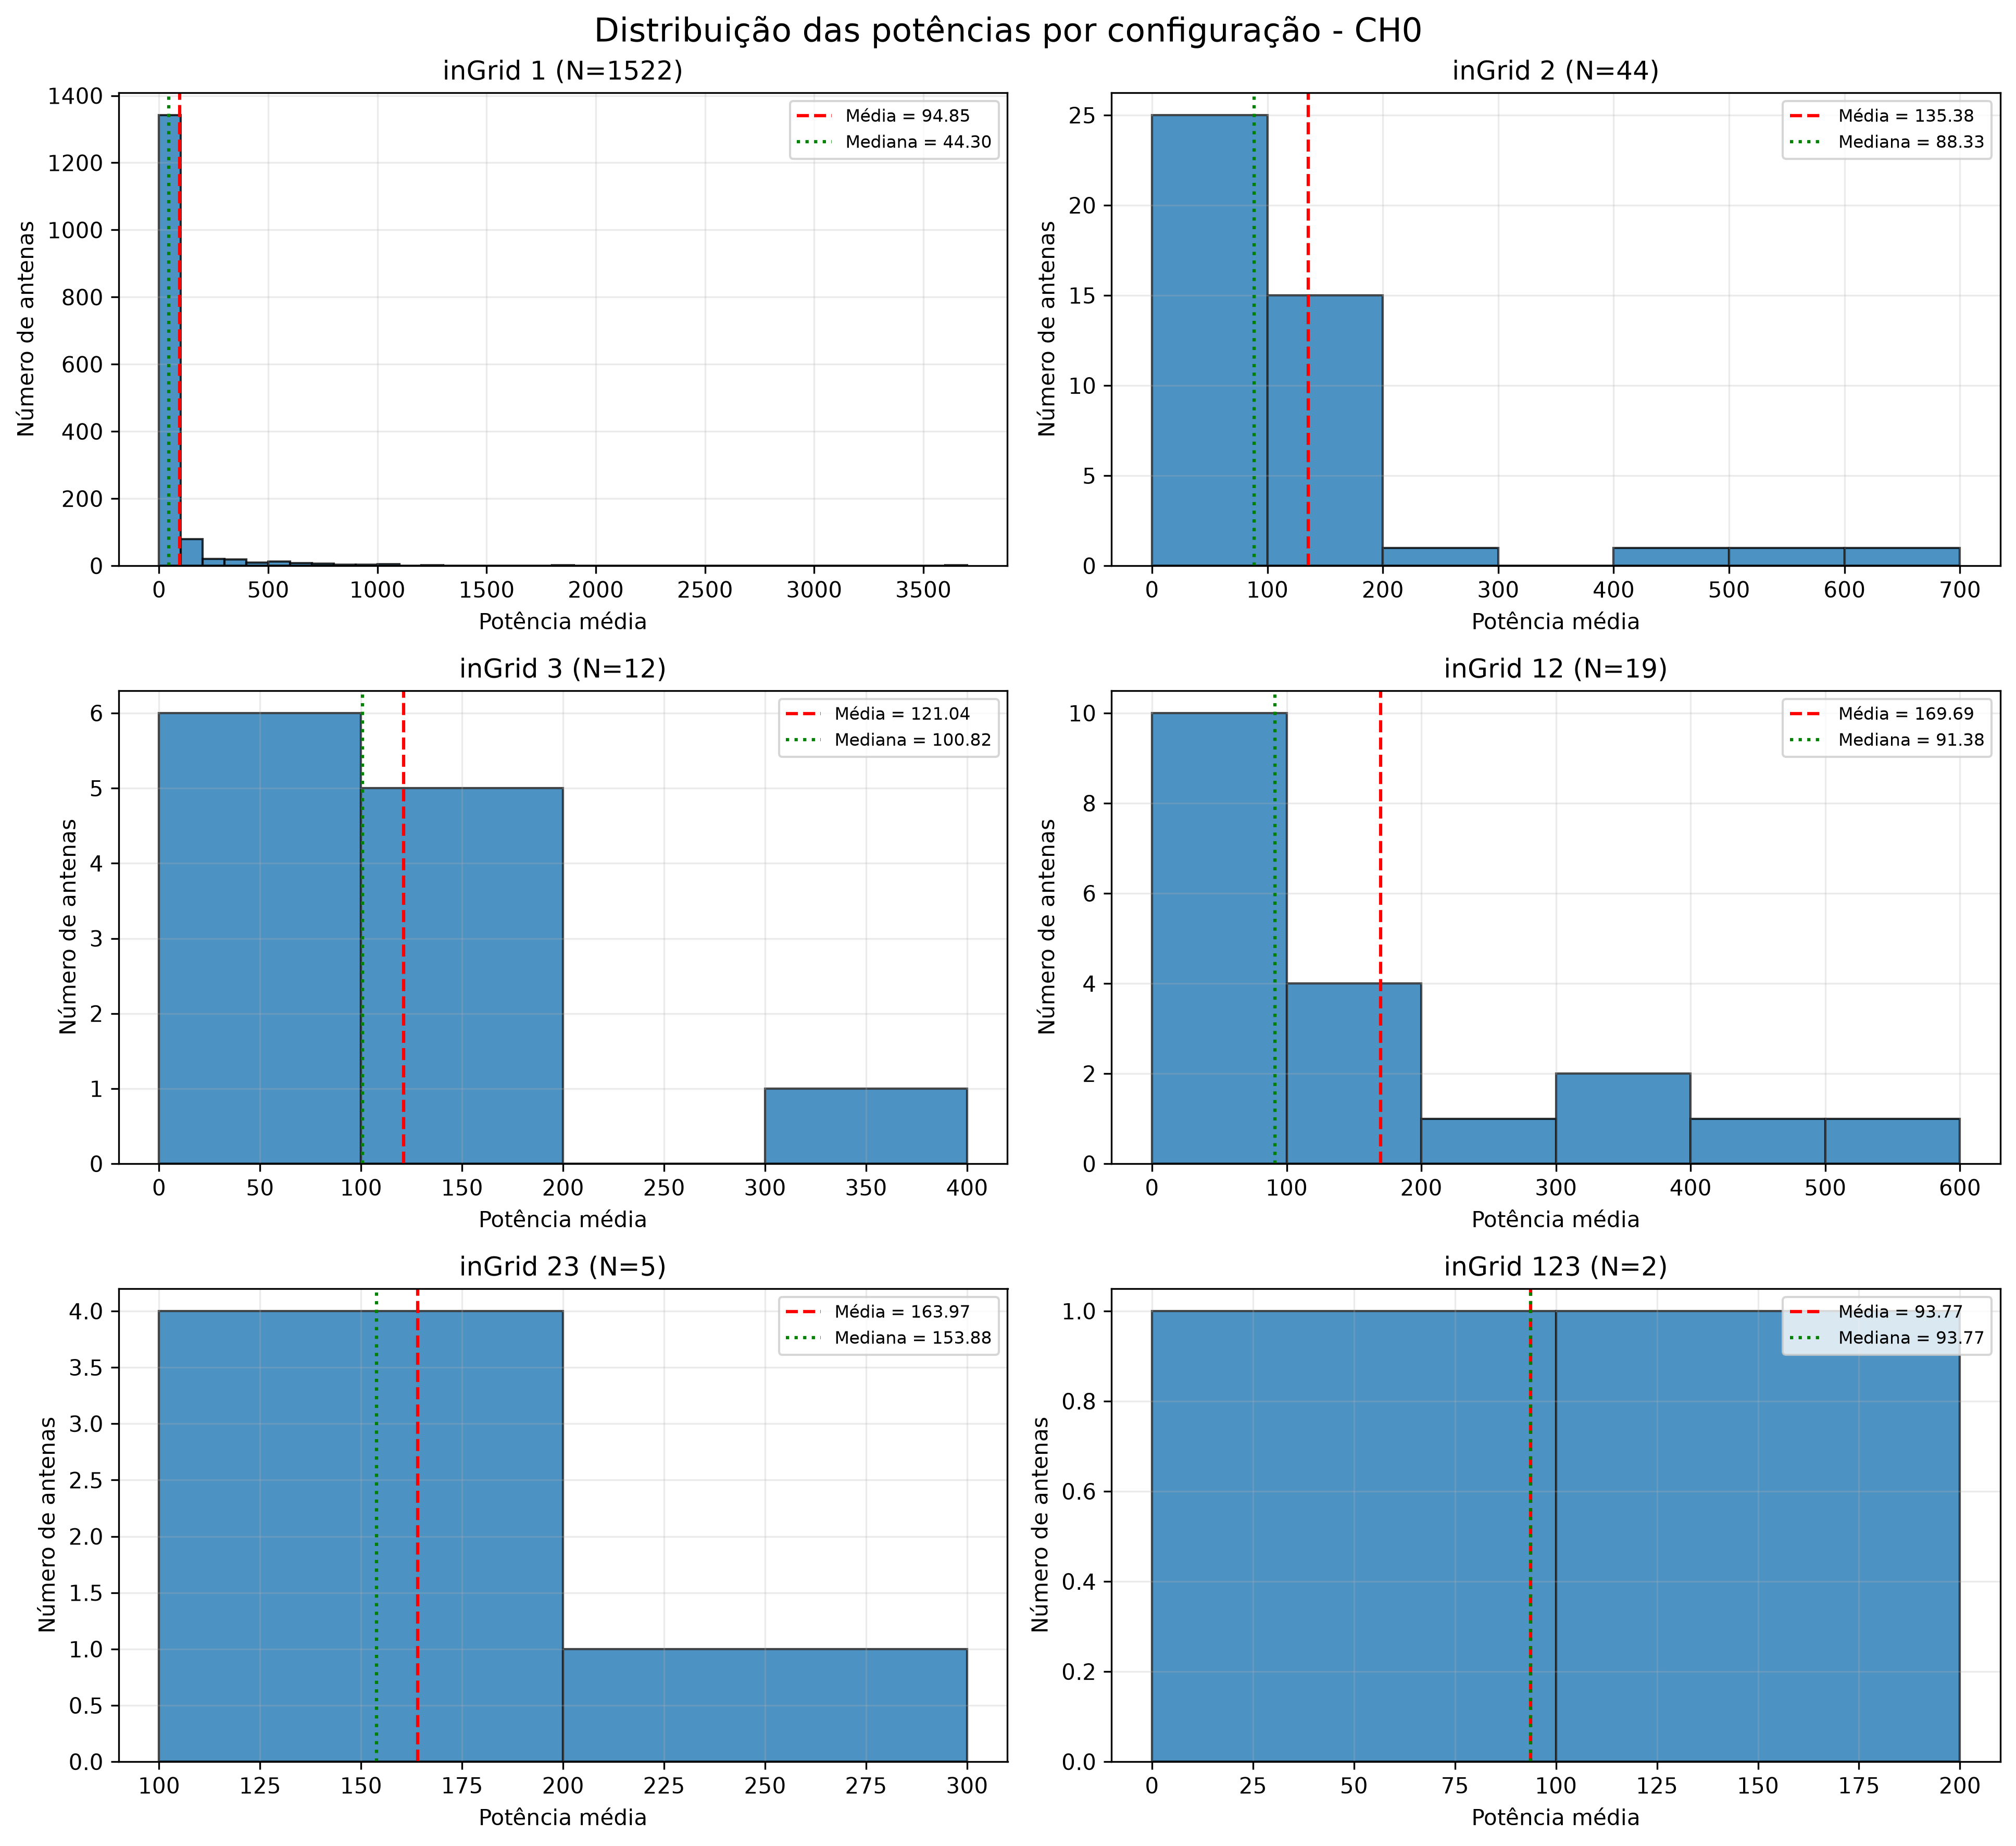 Distribuição das potências por configuração - CH0
inGrid 1 (N=1522)
Média = 94.85
Mediana = 44.30
1400
1200
1000
800
600
400
200
0
Número de antenas
0 500 1000 1500 2000 2500 3000 3500
Potência média
inGrid 2 (N=44)
Média = 135.38
Mediana = 88.33
25
20
15
10
5
0
Número de antenas
0 100 200 300 400 500 600 700
Potência média
inGrid 3 (N=12)
Média = 121.04
Mediana = 100.82
6
5
4
3
2
1
0
Número de antenas
0 50 100 150 200 250 300 350 400
Potência média
inGrid 12 (N=19)
Média = 169.69
Mediana = 91.38
10
8
6
4
2
0
Número de antenas
0 100 200 300 400 500 600
Potência média
inGrid 23 (N=5)
Média = 163.97
Mediana = 153.88
4.0
3.5
3.0
2.5
2.0
1.5
1.0
0.5
0.0
Número de antenas
100 125 150 175 200 225 250 275 300
Potência média
inGrid 123 (N=2)
Média = 93.77
Mediana = 93.77
1.0
0.8
0.6
0.4
0.2
0.0
Número de antenas
0 25 50 75 100 125 150 175 200
Potência média